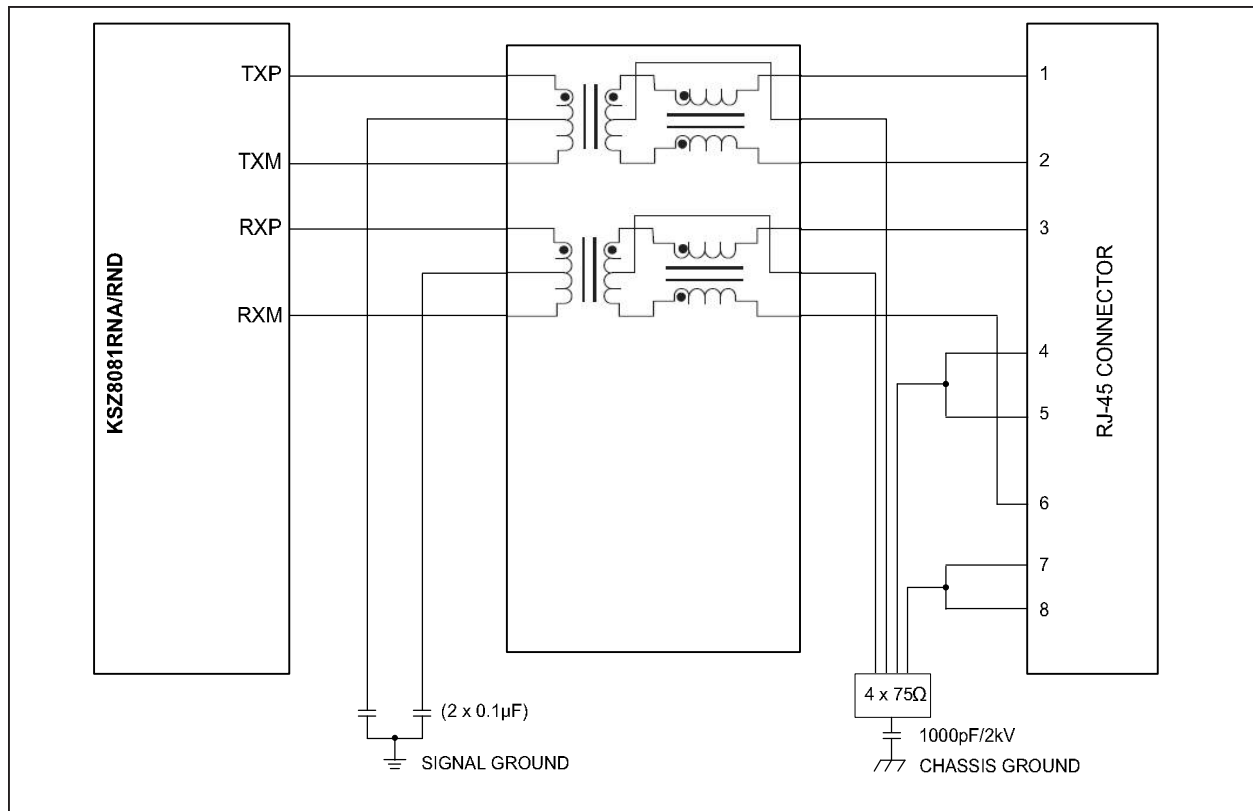 KSZ8081RNA/RND
TXP
TXM
RXP
RXM
1
2
3
4
5
6
7
8
RJ-45 CONNECTOR
(2 x 0.1µF)
SIGNAL GROUND
4 x 75Ω
1000pF/2kV
CHASSIS GROUND